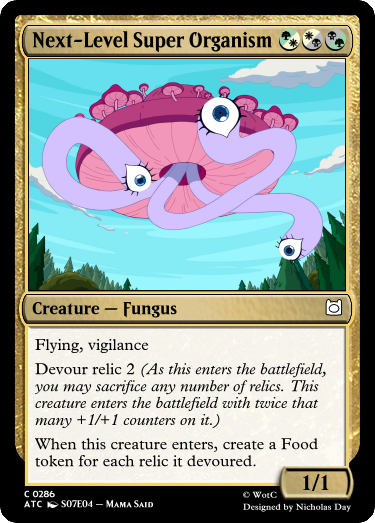 Next-Level Super Organism
Creature — Fungus
Flying, vigilance
Devour relic 2 (As this enters the battlefield,
you may sacrifice any number of relics. This
creature enters the battlefield with twice that
many +1/+1 counters on it.)
When this creature enters, create a Food
token for each relic it devoured.
1/1
C 0286
ATC S07E04 – Mama Said
© WotC
Designed by Nicholas Day